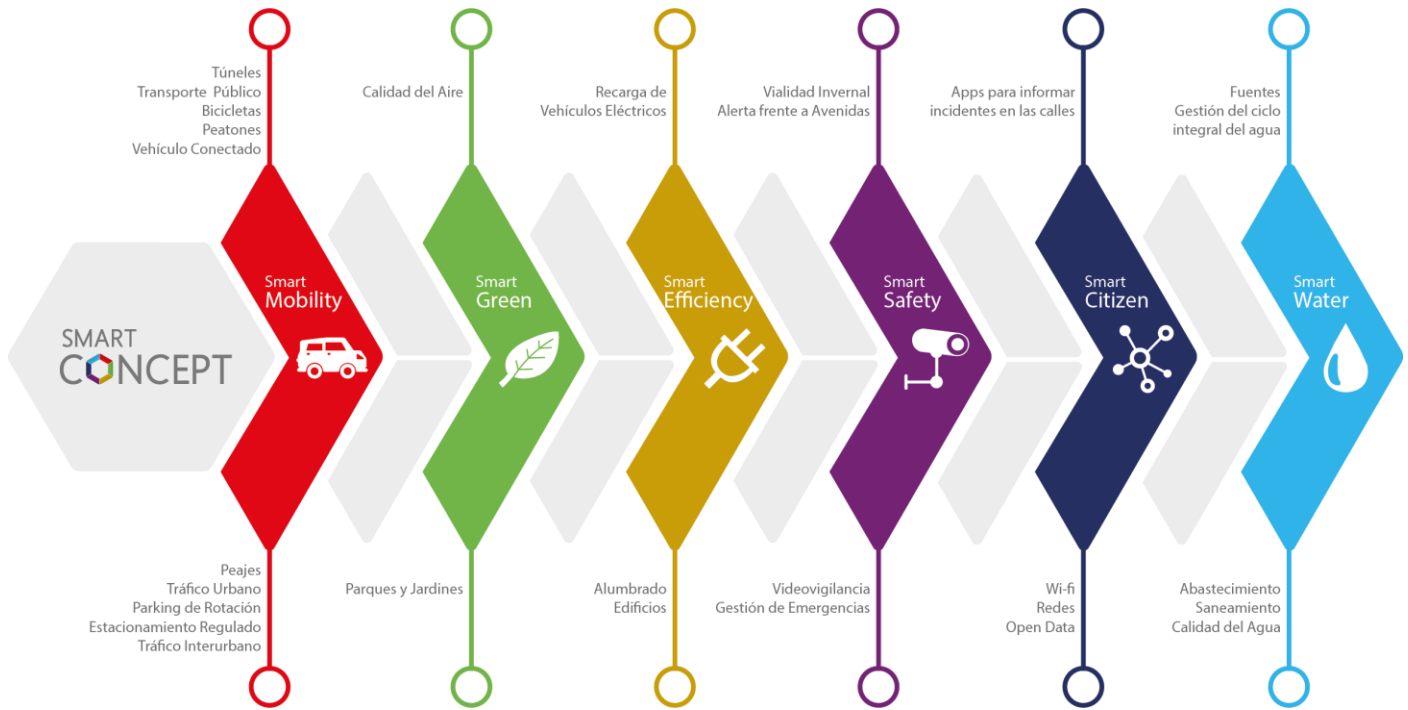 Túneles
Transporte Público
Bicicletas
Peatones
Vehículo Conectado
Calidad del Aire
Recarga de
Vehículos Eléctricos
Vialidad Invernal
Alerta frente a Avenidas
Apps para informar
incidentes en las calles
Fuentes
Gestión del ciclo
integral del agua
SMART
CONCEPT
Smart
Mobility
Smart
Green
Smart
Efficiency
Smart
Safety
Smart
Citizen
Smart
Water
Peajes
Tráfico Urbano
Parking de Rotación
Estacionamiento Regulado
Tráfico Interurbano
Parques y Jardines
Alumbrado
Edificios
Videovigilancia
Gestión de Emergencias
Wi-fi
Redes
Open Data
Abastecimiento
Saneamiento
Calidad del Agua